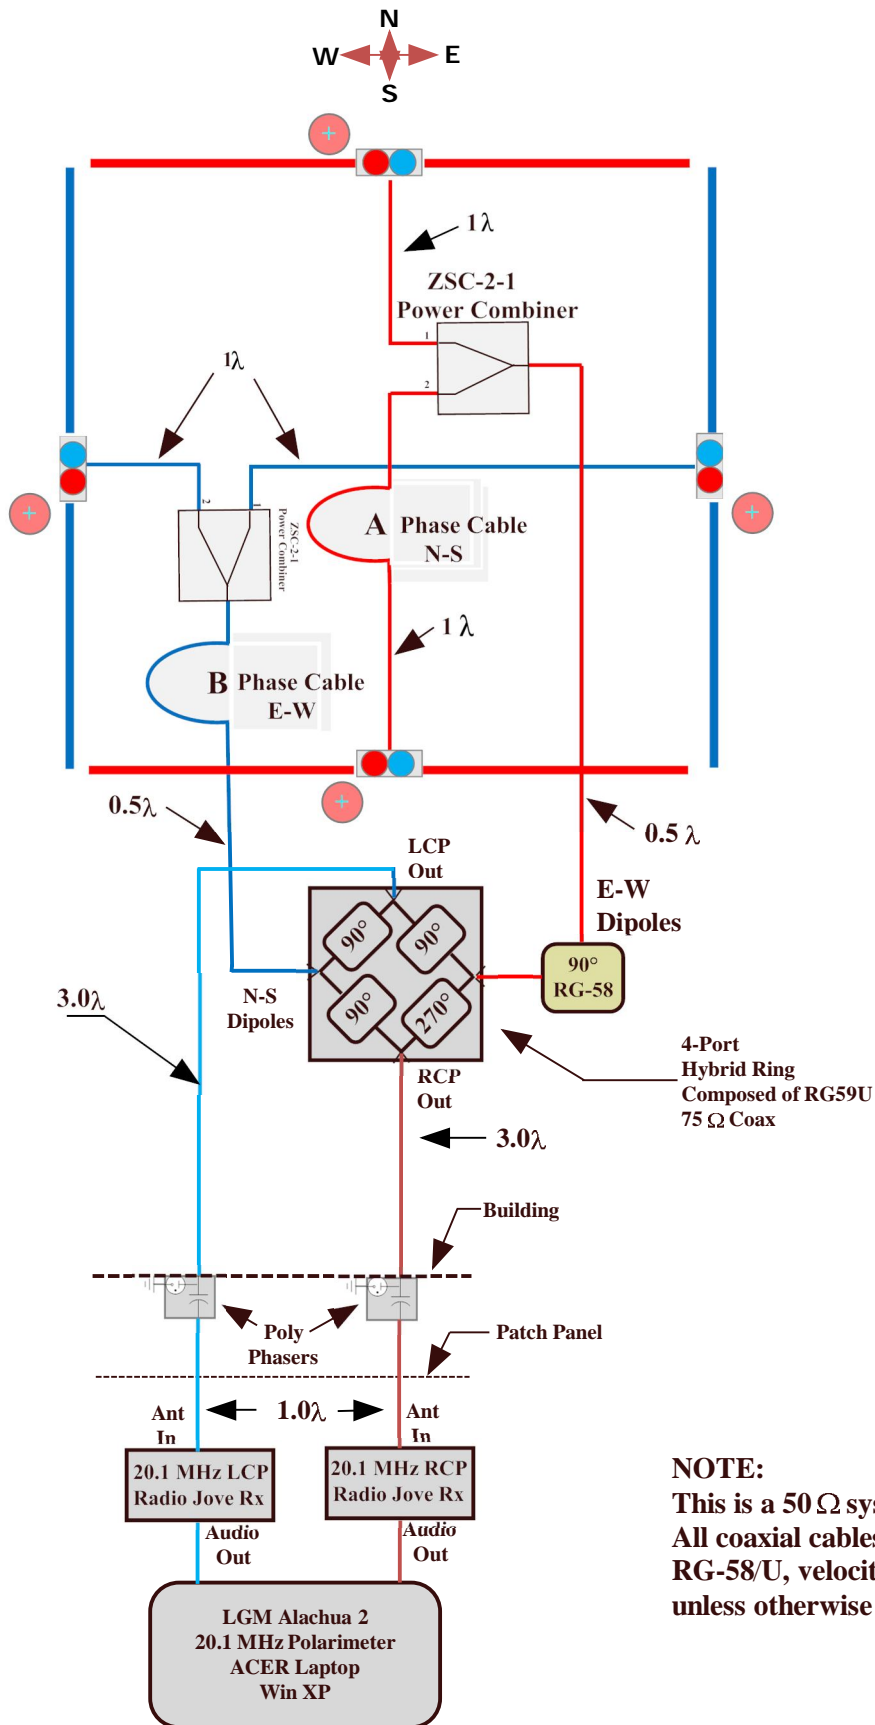 N
W E
S
1λ
ZSC-2-1
Power Combiner
1
2
1λ
2 1
ZSC-2-1
Power Combiner
A Phase Cable
N-S
1 λ
B Phase Cable
E-W
0.5λ
0.5 λ
LCP
Out
E-W
Dipoles
90°
90°
90°
270°
90°
RG-58
N-S
Dipoles
3.0λ
RCP
Out
4-Port
Hybrid Ring
Composed of RG59U
75 Ω Coax
3.0λ
Building
Poly
Phasers
Patch Panel
1.0λ
Ant
In
Ant
In
20.1 MHz LCP
Radio Jove Rx
20.1 MHz RCP
Radio Jove Rx
Audio
Out
Audio
Out
LGM Alachua 2
20.1 MHz Polarimeter
ACER Laptop
Win XP
NOTE:
This is a 50 Ω sys
All coaxial cables
RG-58/U, velocit
unless otherwise